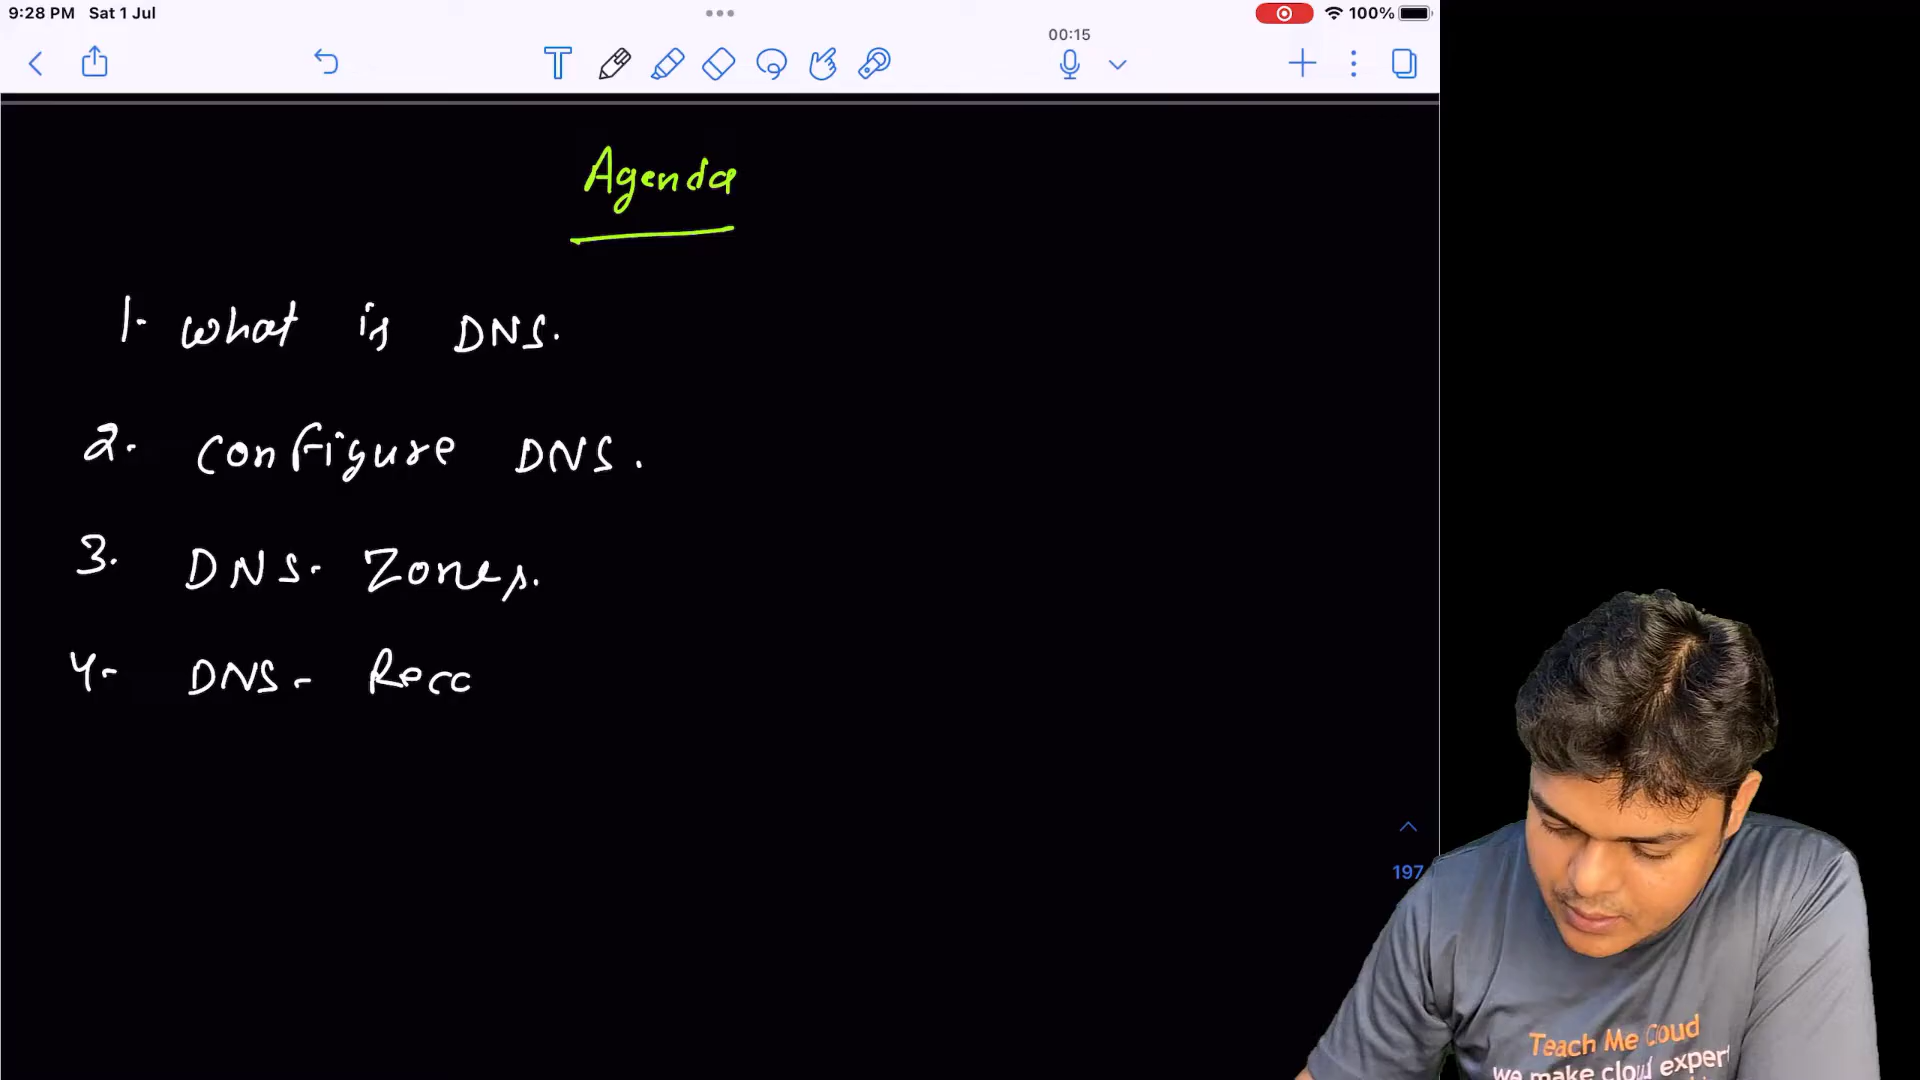 9:28 PM Sat 1 Jul
100%
00:15
Agenda
1. What is DNS.
2. Configure DNS.
3. DNS- Zones.
4- DNS- Reco
197
Teach Me Cloud
we make cloud expert